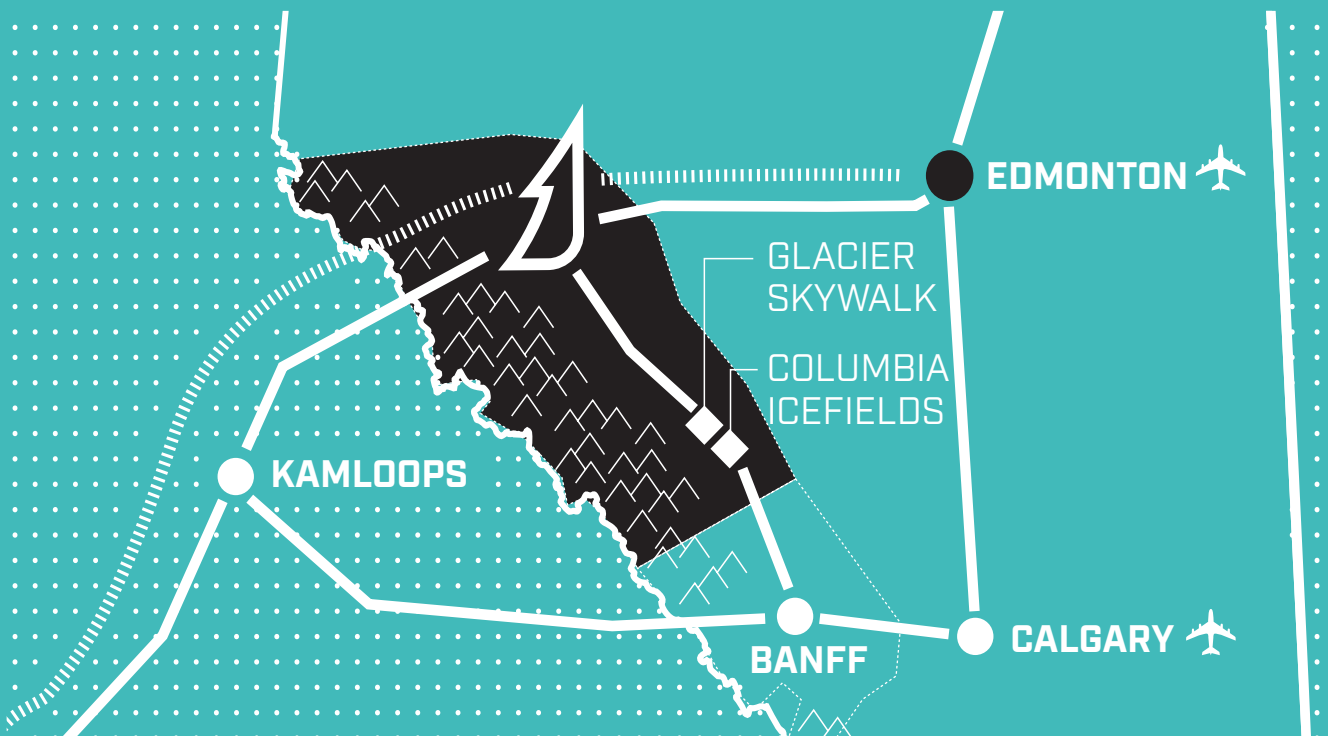 EDMONTON
GLACIER
SKYWALK
COLUMBIA
ICEFIELDS
KAMLOOPS
CALGARY
BANFF